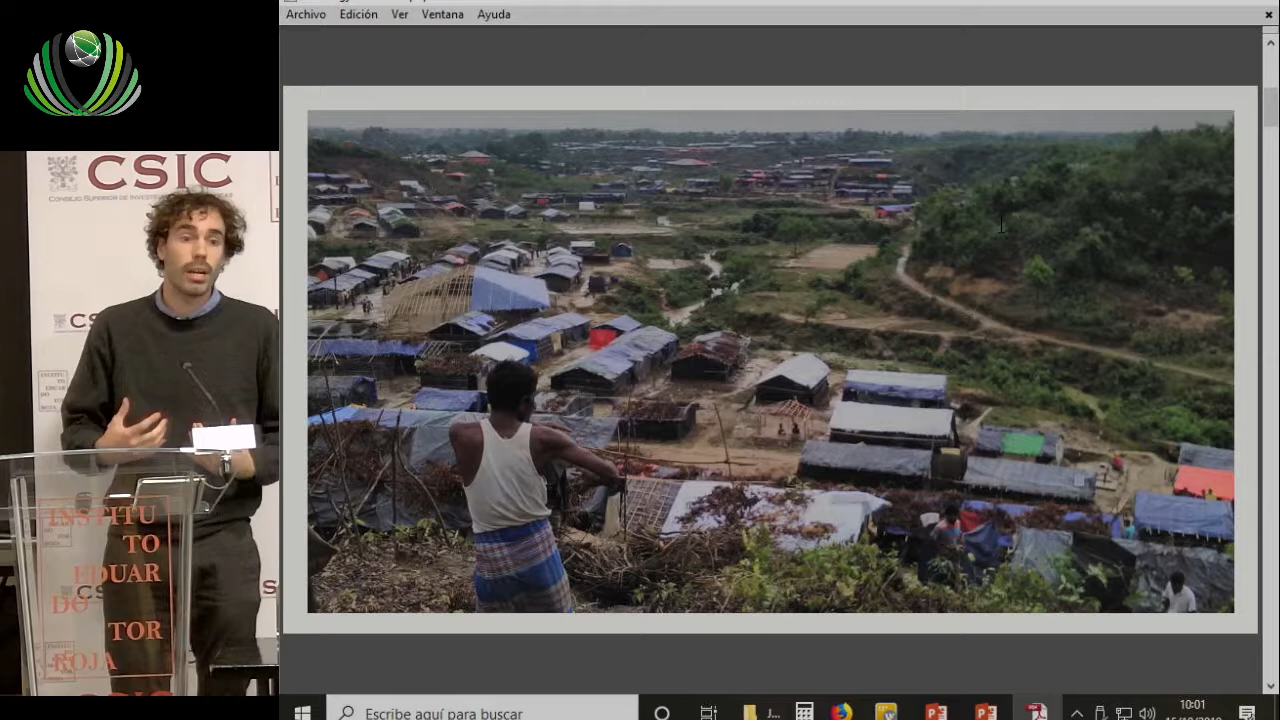 Archivo Edición Ver Ventana Ayuda
CSIC
CONSEJO SUPERIOR DE INVESTIGACIONES CIENTÍFICAS
INSTITU
TO
EDUAR
DO
TOR
ROJA
Escribe aquí para buscar
10:01